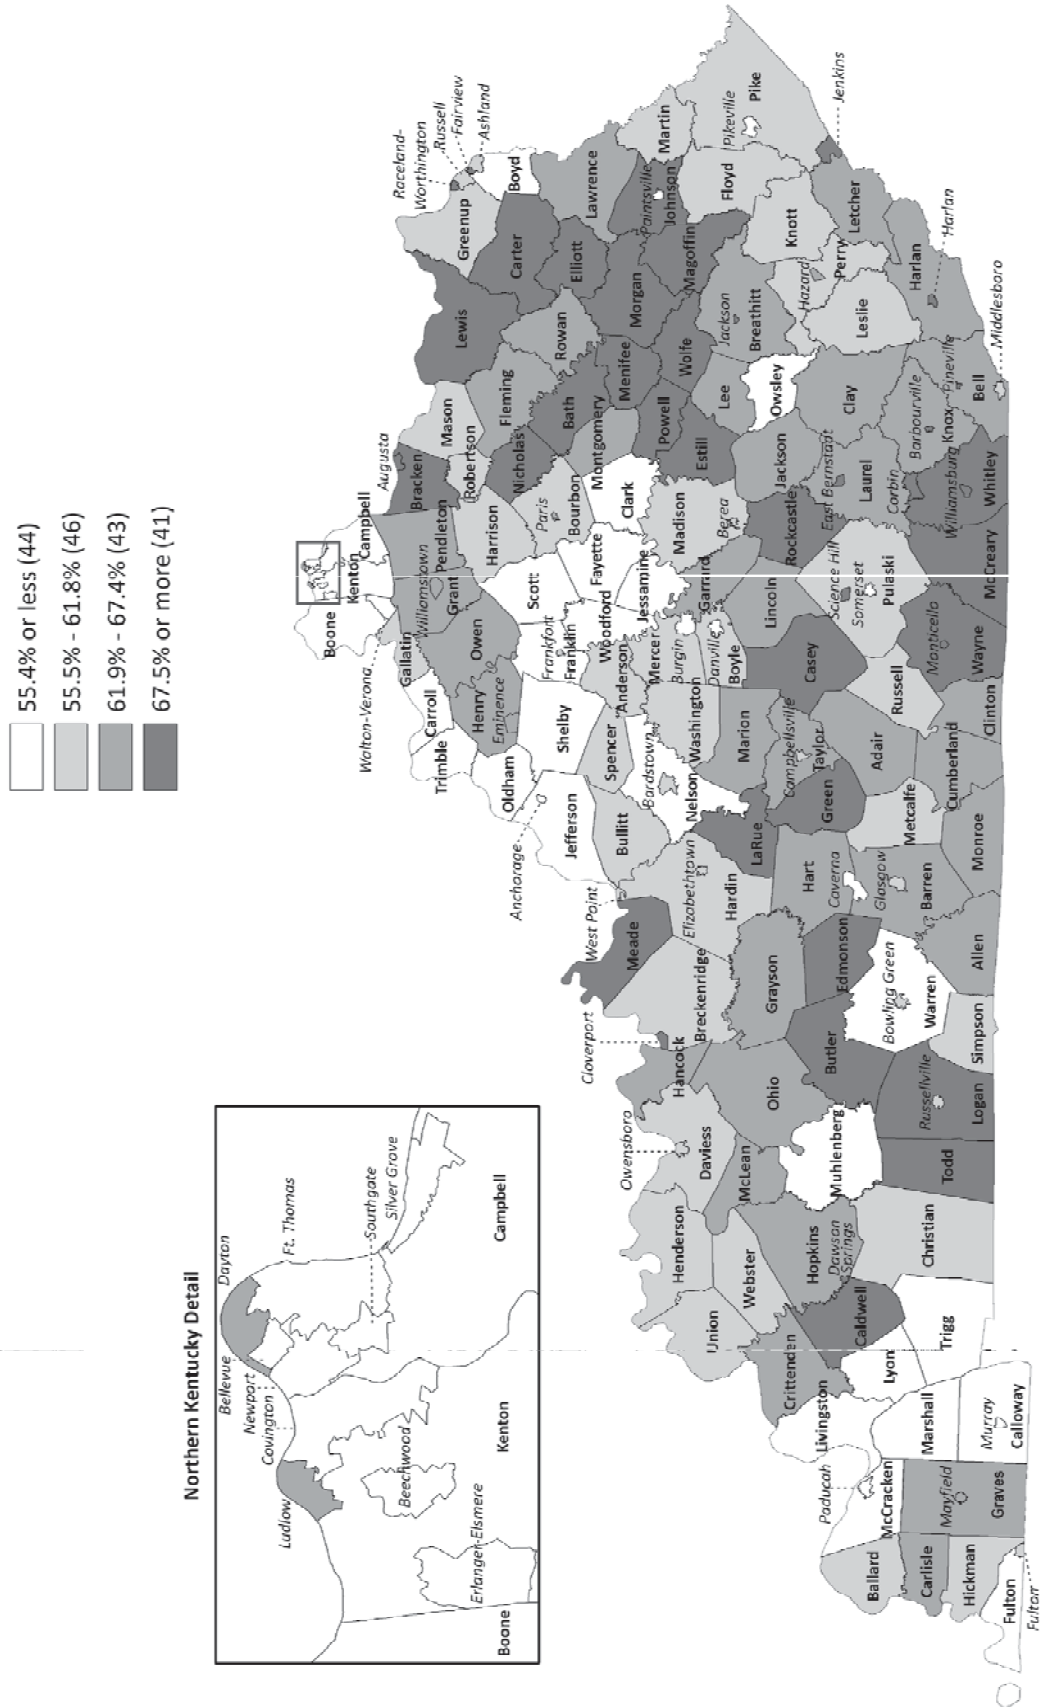 55.4% or less (44)
55.5% - 61.8% (46)
61.9% - 67.4% (43)
67.5% or more (41)
Northern Kentucky Detail
Bellevue
Dayton
Newport
Covington
Ludlow
Ft. Thomas
Southgate
Silver Grove
Beechwood
Erlanger-Elsmere
Boone
Kenton
Campbell
Boone
Kenton
Campbell
Walton-Verona
Augusta
Bracken
Mason
Lewis
Greenup
Raceland-
Worthington
Russell
Fairview
Ashland
Boyd
Carter
Gallatin
Carroll
Trimble
Owen
Williamstown
Grant
Pendleton
Robertson
Fleming
Rowan
Elliott
Lawrence
Henry
Eminence
Oldham
Harrison
Nicholas
Bath
Morgan
Paintsville
Johnson
Martin
Anchorage
Jefferson
Shelby
Frankfort
Franklin
Scott
Paris
Bourbon
Montgomery
Menifee
Magoffin
Floyd
Pikeville
Pike
Woodford
Fayette
Clark
Powell
Wolfe
West Point
Meade
Bullitt
Spencer
Anderson
Jessamine
Mercer
Burgin
Madison
Berea
Estill
Lee
Jackson
Breathitt
Knott
Jenkins
Cloverport
Hancock
Breckenridge
Elizabethtown
Hardin
Bardstown
Nelson
Washington
Danville
Boyle
Garrard
Owsley
Hazard
Perry
Letcher
Owensboro
Daviess
Henderson
Union
Webster
McLean
Ohio
Grayson
LaRue
Marion
Lincoln
Rockcastle
Jackson
Clay
Leslie
Harlan
Harlan
Crittenden
Hopkins
Dawson
Springs
Muhlenberg
Butler
Edmonson
Hart
Caverna
Green
Campbellsville
Taylor
Casey
Science Hill
Somerset
Pulaski
East Bernstadt
Laurel
Corbin
Barbourville
Knox
Pineville
Bell
Middlesboro
Livingston
Caldwell
Lyon
Paducah
McCracken
Ballard
Marshall
Trigg
Christian
Todd
Russellville
Logan
Bowling Green
Warren
Simpson
Glasgow
Barren
Allen
Metcalfe
Adair
Russell
Monticello
Wayne
McCreary
Williamsburg
Whitley
Carlisle
Hickman
Fulton
Mayfield
Graves
Murray
Calloway
Monroe
Cumberland
Clinton